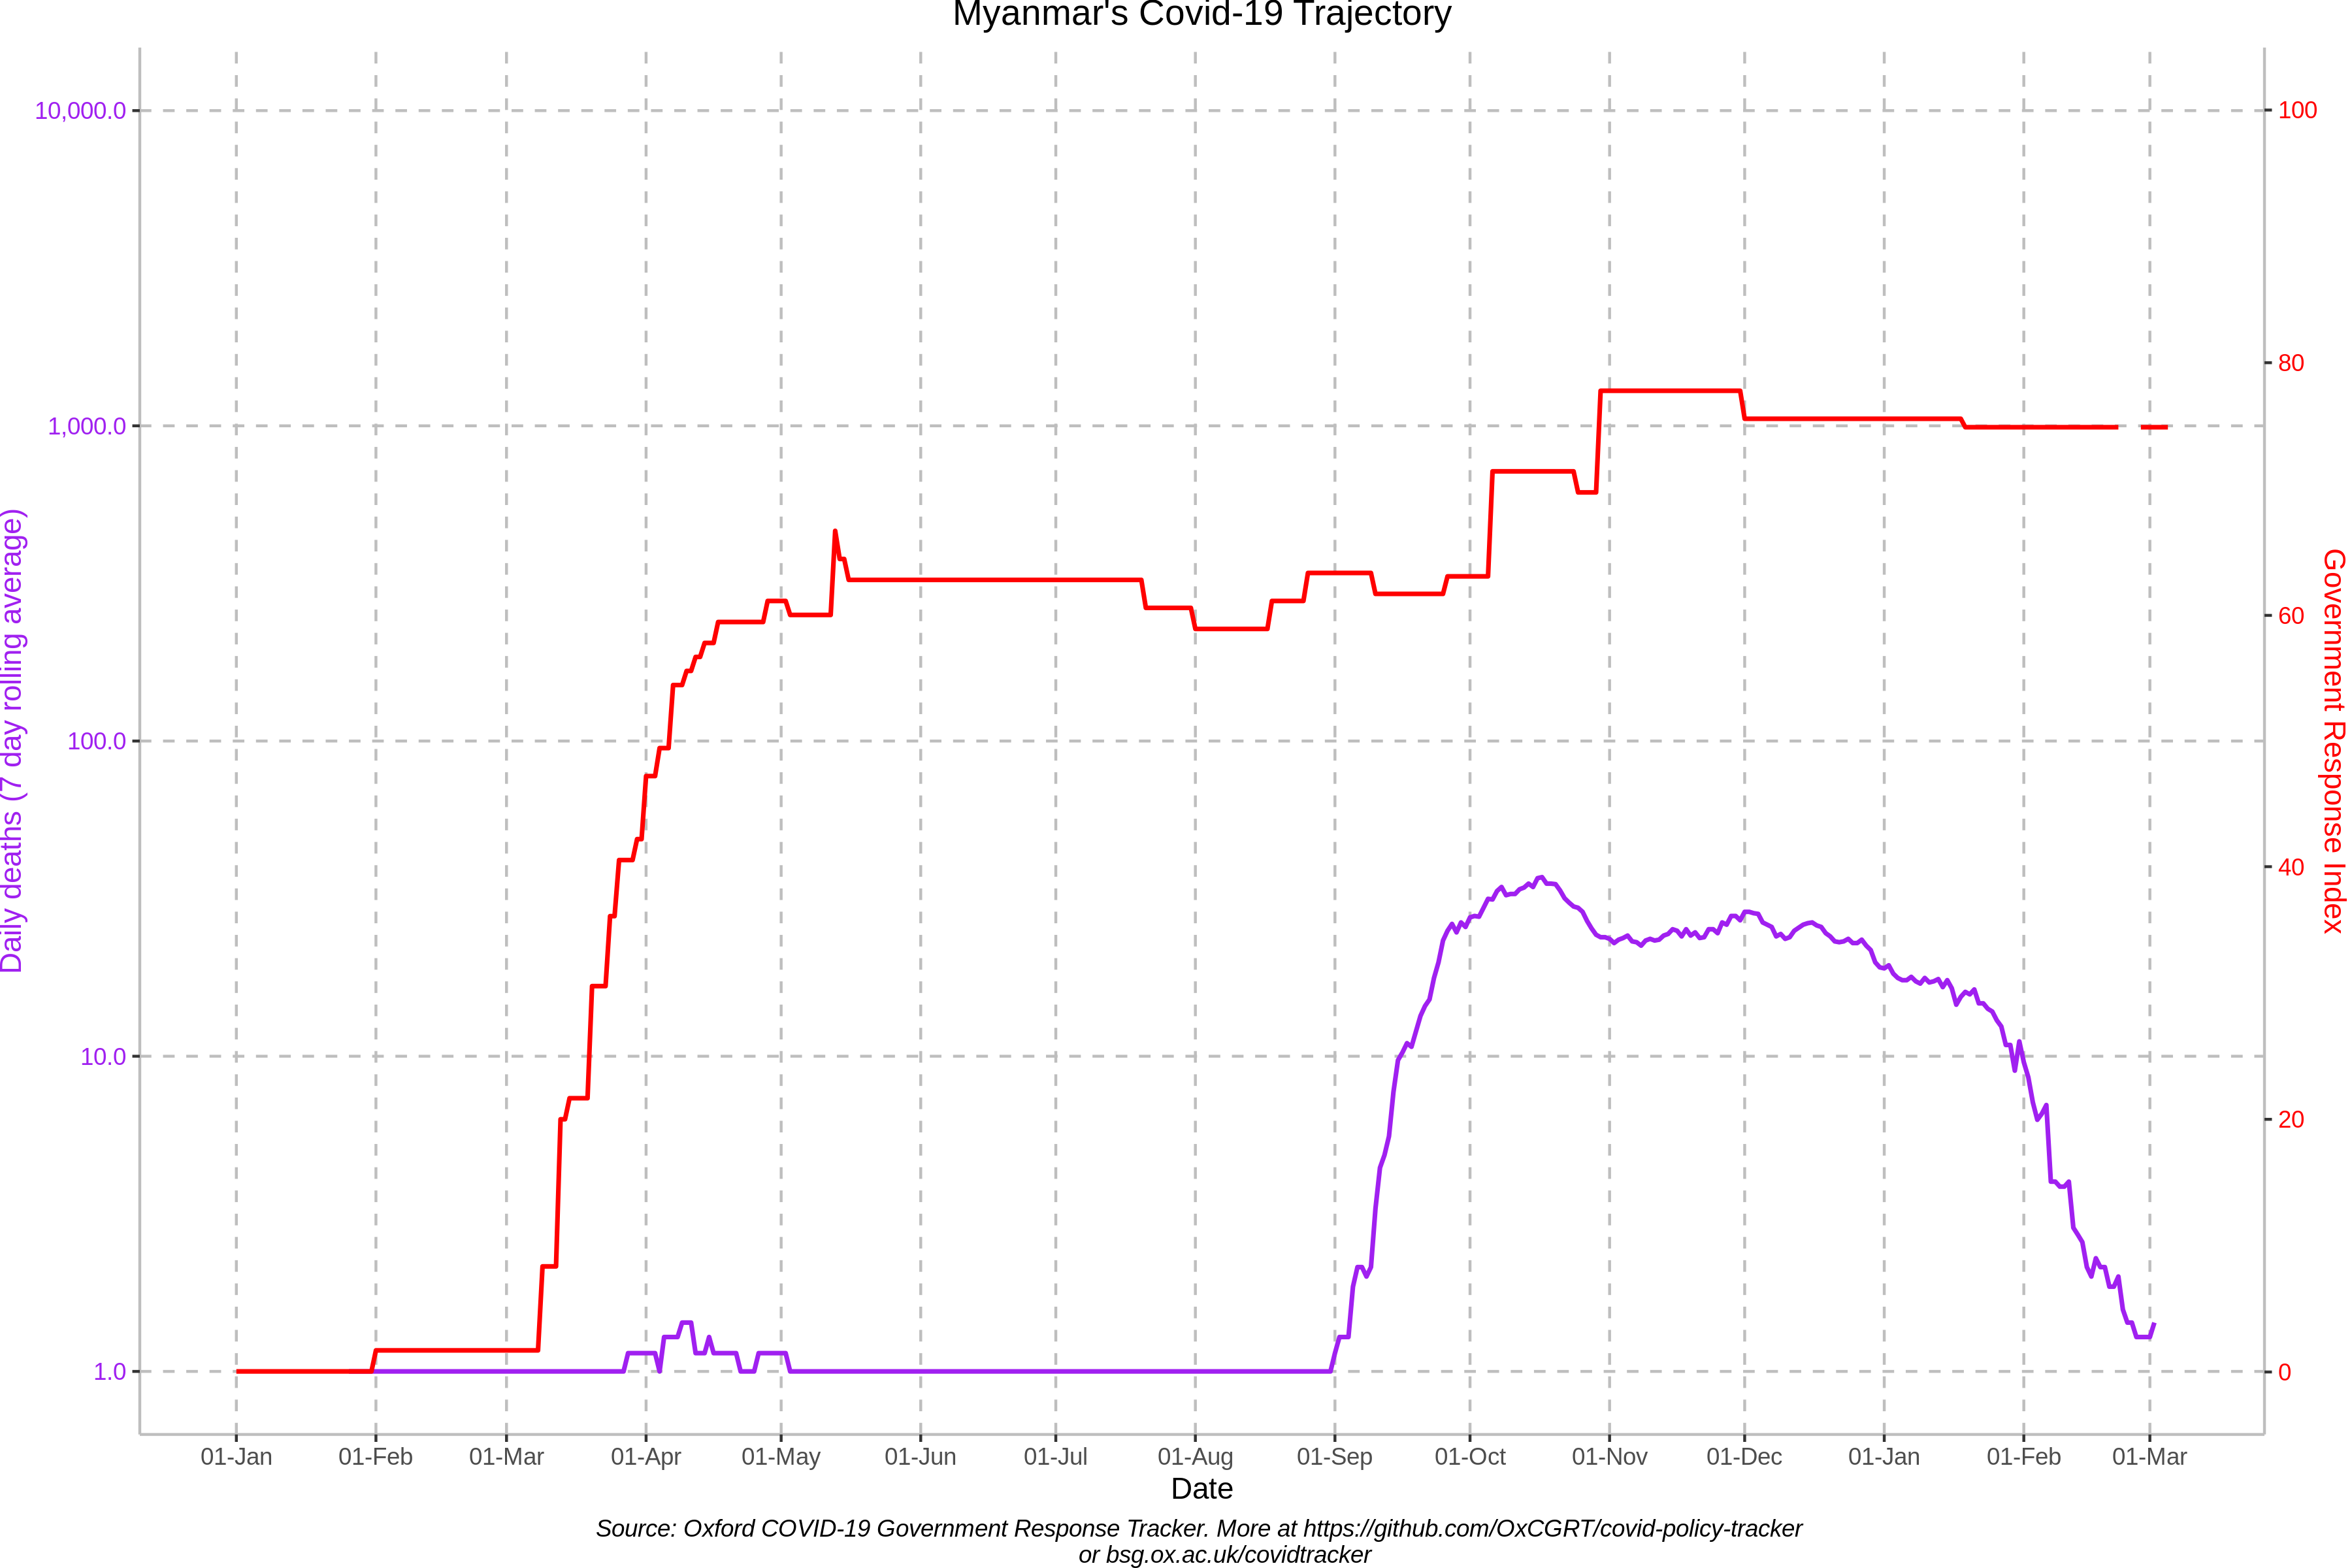 Myanmar's Covid-19 Trajectory
10,000.0
1,000.0
100.0
10.0
1.0
Daily deaths (7 day rolling average)
100
80
60
40
20
0
Government Response Index
01-Jan
01-Feb
01-Mar
01-Apr
01-May
01-Jun
01-Jul
01-Aug
01-Sep
01-Oct
01-Nov
01-Dec
01-Jan
01-Feb
01-Mar
Date
Source: Oxford COVID-19 Government Response Tracker. More at https://github.com/OxCGRT/covid-policy-tracker
or bsg.ox.ac.uk/covidtracker